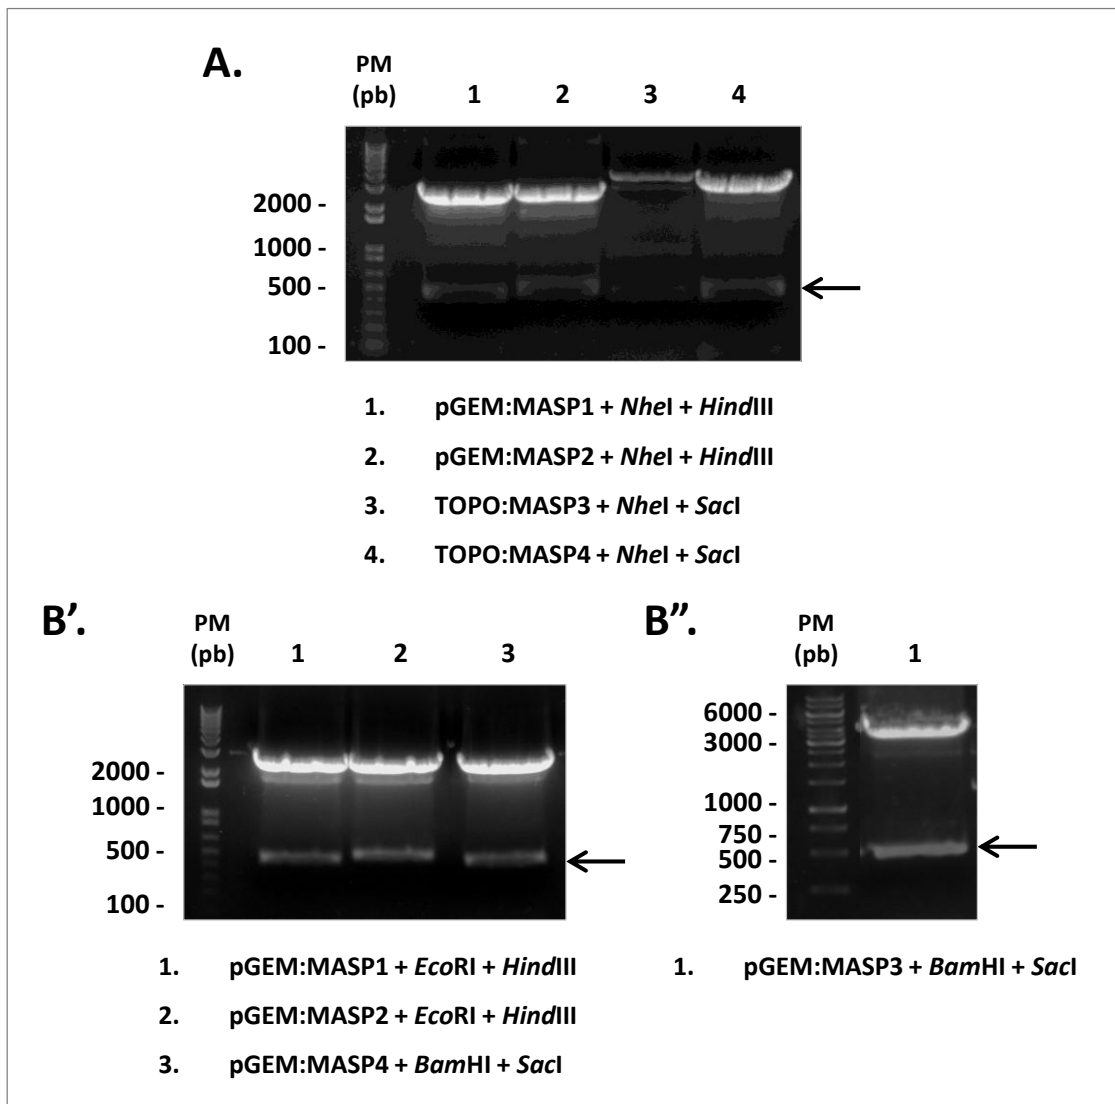 A.
PM
(pb)
1 2 3 4
2000 -
1000 -
500 -
100 -
1. pGEM:MASP1 + NheI + HindIII
2. pGEM:MASP2 + NheI + HindIII
3. TOPO:MASP3 + NheI + SacI
4. TOPO:MASP4 + NheI + SacI
B’.
PM
(pb)
1 2 3
2000 -
1000 -
500 -
100 -
1. pGEM:MASP1 + EcoRI + HindIII
2. pGEM:MASP2 + EcoRI + HindIII
3. pGEM:MASP4 + BamHI + SacI
B”.
PM
(pb)
1
6000 -
3000 -
1000 -
750 -
500 -
250 -
1. pGEM:MASP3 + BamHI + SacI